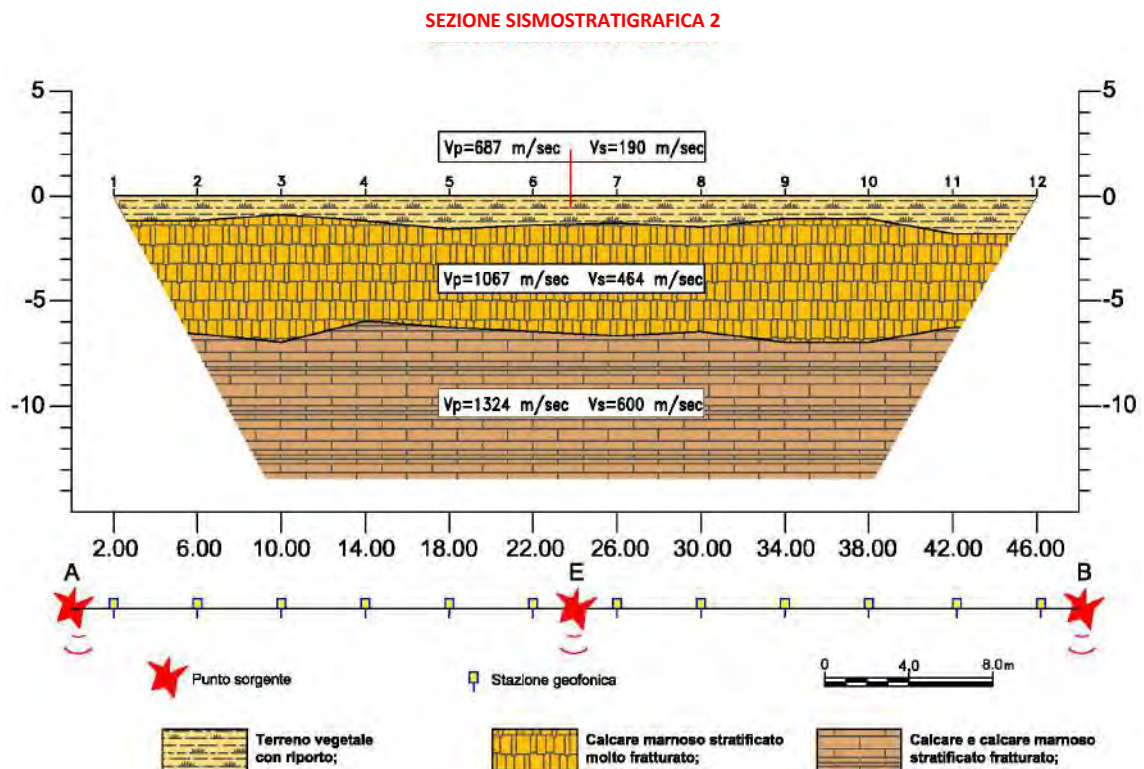 SEZIONE SISMOSTRATIGRAFICA 2
5 5
Vp=687 m/sec Vs=190 m/sec
1 2 3 4 5 6 7 8 9 10 11 12
0 0
Vp=1067 m/sec Vs=464 m/sec
-5 -5
Vp=1324 m/sec Vs=600 m/sec
-10 -10
2.00 6.00 10.00 14.00 18.00 22.00 26.00 30.00 34.00 38.00 42.00 46.00
A E B
0 4,0 8.0m
Punto sorgente Stazione geofonica
Terreno vegetale
con riporto;
Calcare marnoso stratificato
molto fratturato;
Calcare e calcare marnoso
stratificato fratturato;